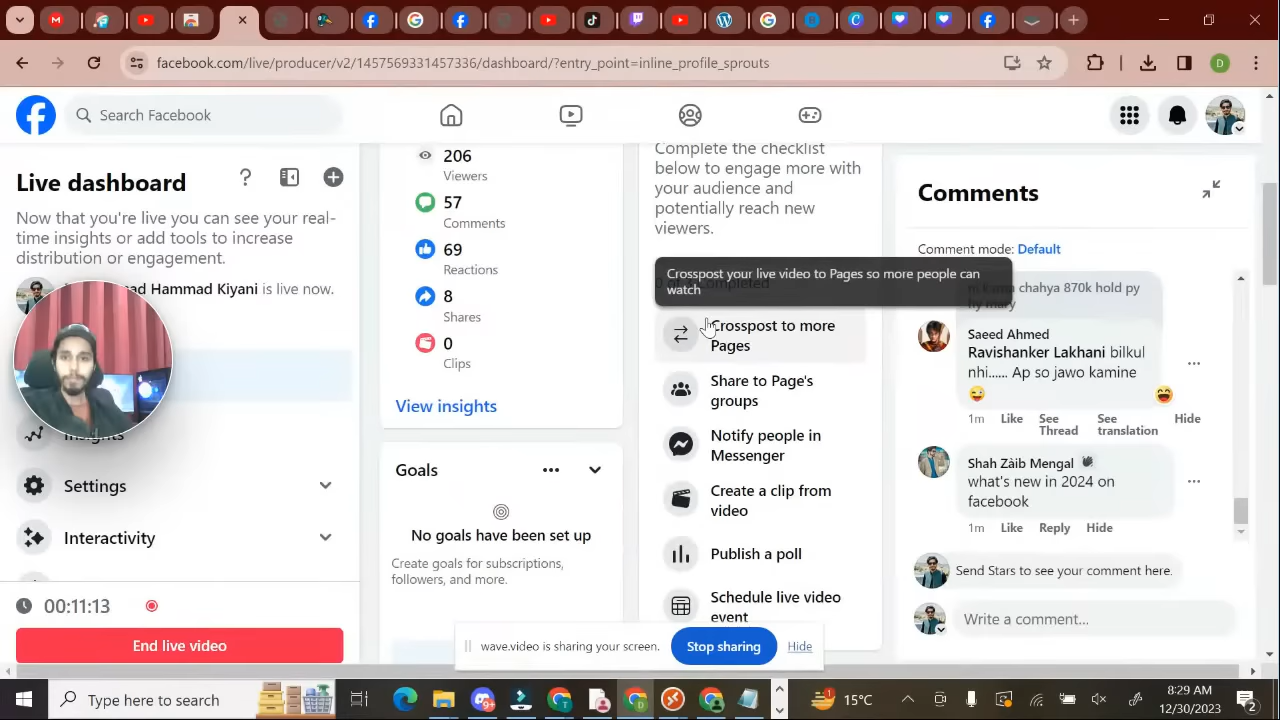 facebook.com/live/producer/v2/1457569331457336/dashboard/?entry_point=inline_profile_sprouts
D
Search Facebook
Live dashboard
Now that you're live you can see your real-
time insights or add tools to increase
distribution or engagement.
ad Hammad Kiyani is live now.
Insights
Settings
Interactivity
00:11:13
End live video
206
Viewers
57
Comments
69
Reactions
8
Shares
0
Clips
View insights
Goals
No goals have been set up
Create goals for subscriptions,
followers, and more.
Complete the checklist
below to engage more with
your audience and
potentially reach new
viewers.
Crosspost your live video to Pages so more people can
watch
Crosspost to more
Pages
Share to Page's
groups
Notify people in
Messenger
Create a clip from
video
Publish a poll
Schedule live video
event
wave.video is sharing your screen.
Stop sharing
Hide
Comments
Comment mode: Default
chahya 870k hold py
by mary
Saeed Ahmed
Ravishanker Lakhani bilkul
nhi...... Ap so jawo kamine
😜
1m Like See Thread See translation Hide
Shah Zàib Mengal
what's new in 2024 on
facebook
1m Like Reply Hide
Send Stars to see your comment here.
Write a comment...
Type here to search
15°C
8:29 AM
12/30/2023
2